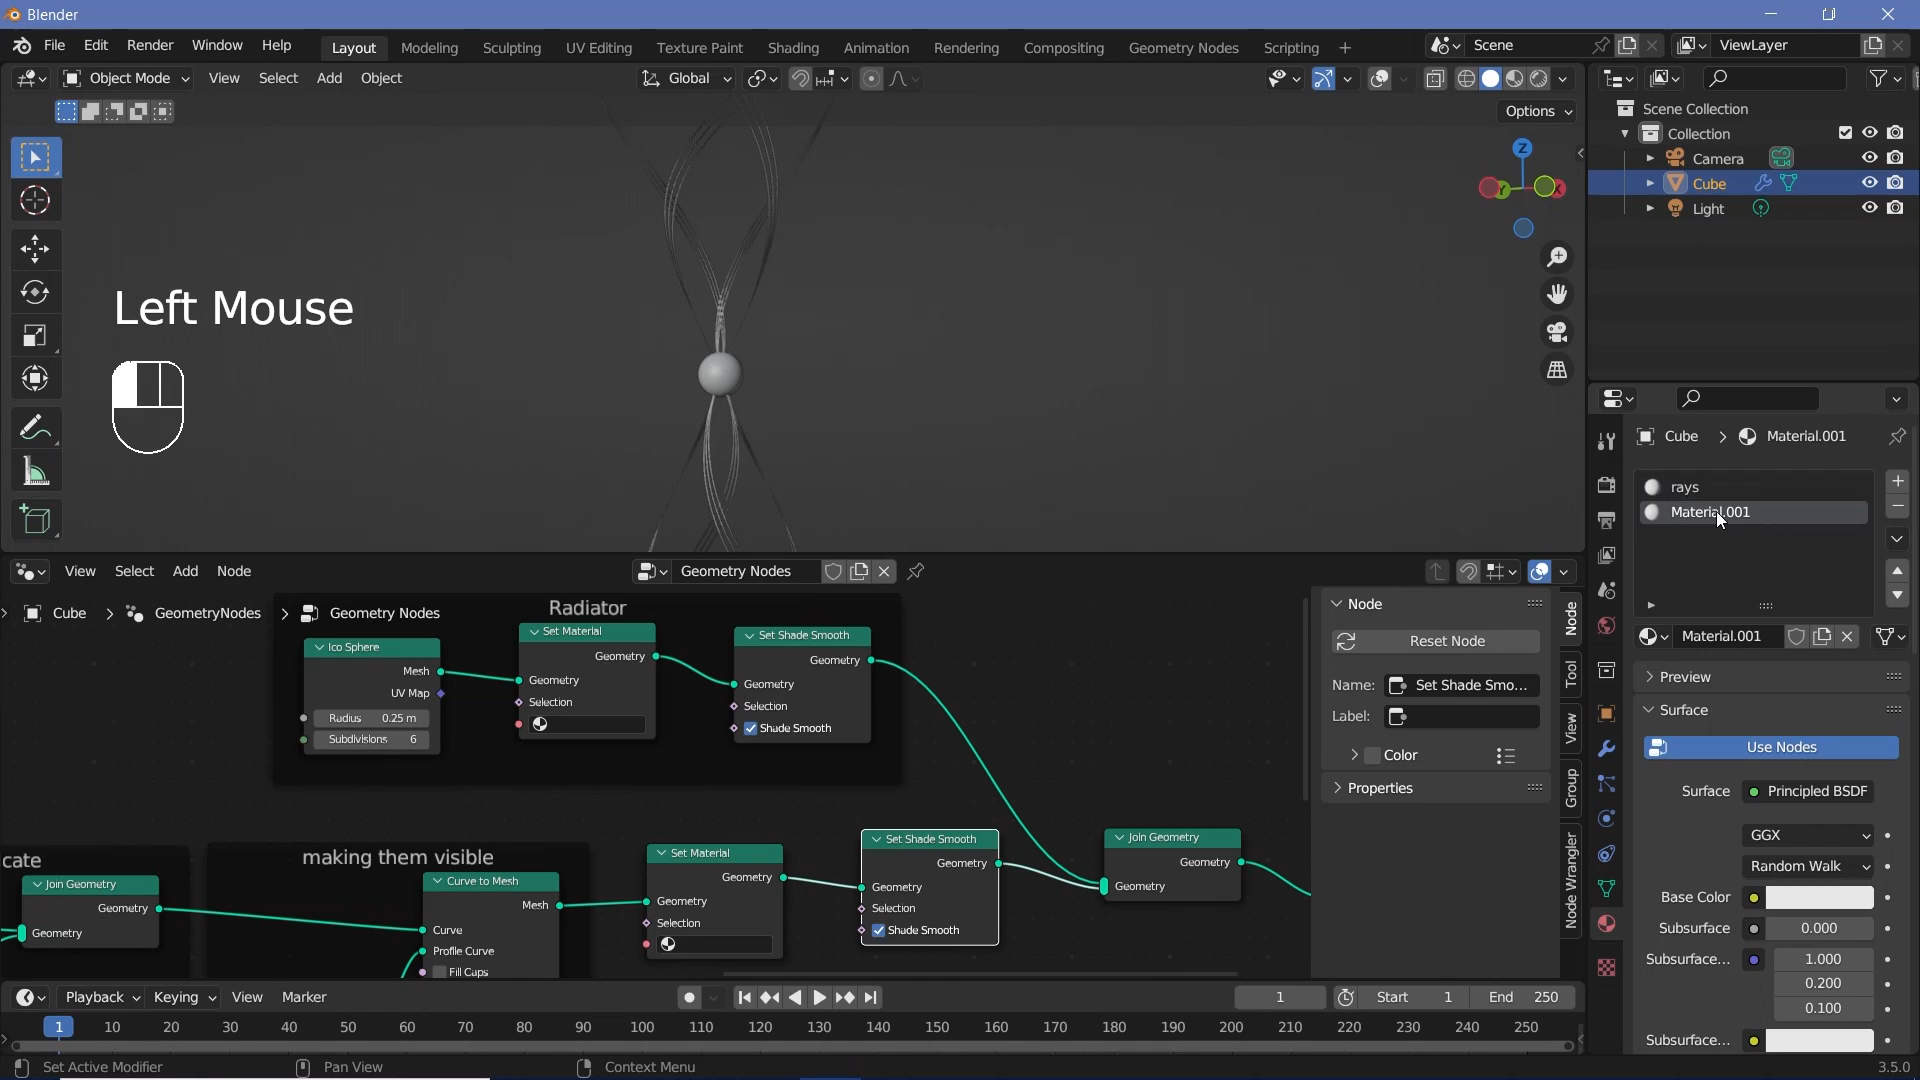 Blender
File Edit Render Window Help
Layout Modeling Sculpting UV Editing Texture Paint Shading Animation Rendering Compositing Geometry Nodes Scripting +
Scene
ViewLayer
Object Mode View Select Add Object
Global
Options
Z
Y X
Left Mouse
Scene Collection
Collection
Camera
Cube
Light
Cube > Material.001
rays
Material.001
Material.001
Preview
Surface
Use Nodes
Surface Principled BSDF
GGX
Random Walk
Base Color
Subsurface 0.000
Subsurface... 1.000
0.200
0.100
Subsurface...
View Select Add Node
Geometry Nodes
Cube > GeometryNodes > Geometry Nodes
Radiator
Ico Sphere
Mesh
UV Map
Radius 0.25 m
Subdivisions 6
Set Material
Geometry
Geometry
Selection
Set Shade Smooth
Geometry
Geometry
Selection
Shade Smooth
cate
Join Geometry
Geometry
Geometry
making them visible
Curve to Mesh
Mesh
Curve
Profile Curve
Fill Caps
Set Material
Geometry
Geometry
Selection
Set Shade Smooth
Geometry
Geometry
Selection
Shade Smooth
Join Geometry
Geometry
Geometry
Node
Reset Node
Name: Set Shade Smo...
Label:
Color
Properties
Node
Tool
View
Group
Node Wrangler
Playback Keying View Marker
1 Start 1 End 250
1 10 20 30 40 50 60 70 80 90 100 110 120 130 140 150 160 170 180 190 200 210 220 230 240 250
Set Active Modifier Pan View Context Menu 3.5.0